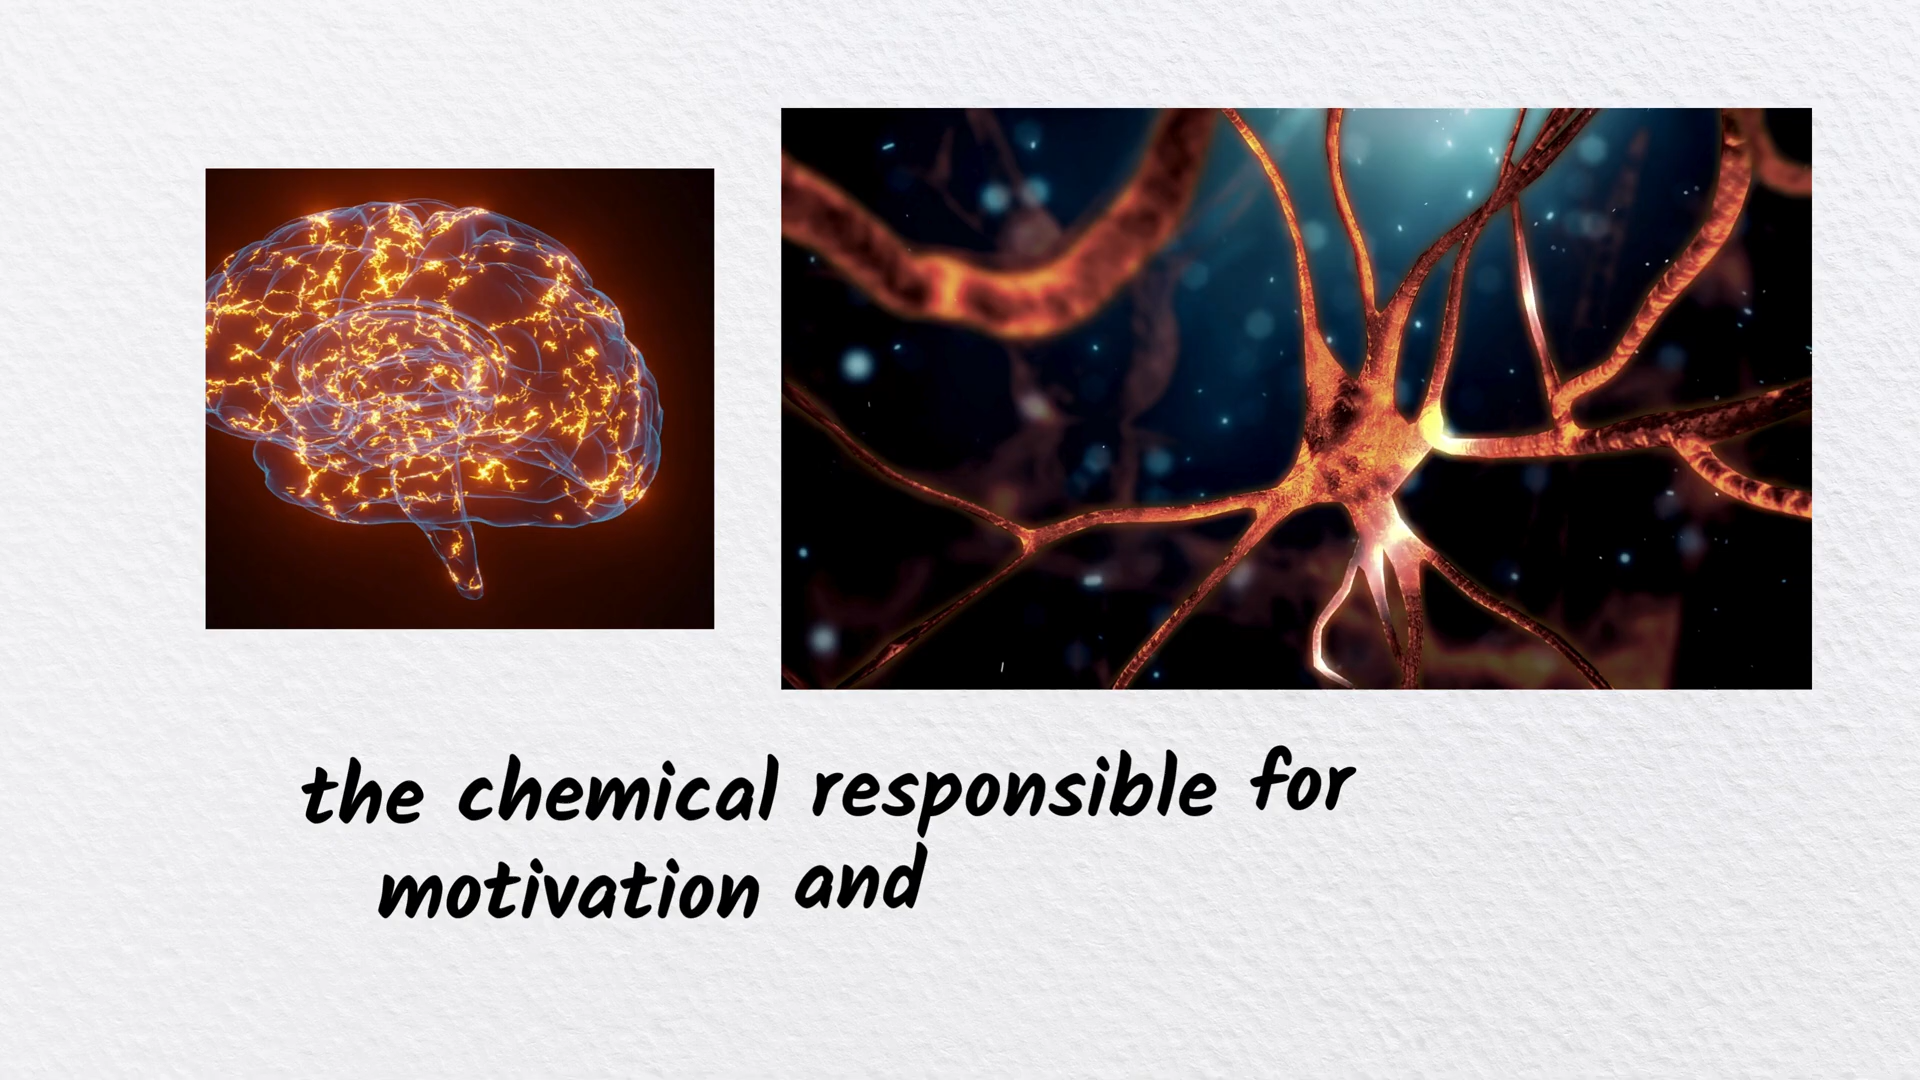 the chemical responsible for
motivation and